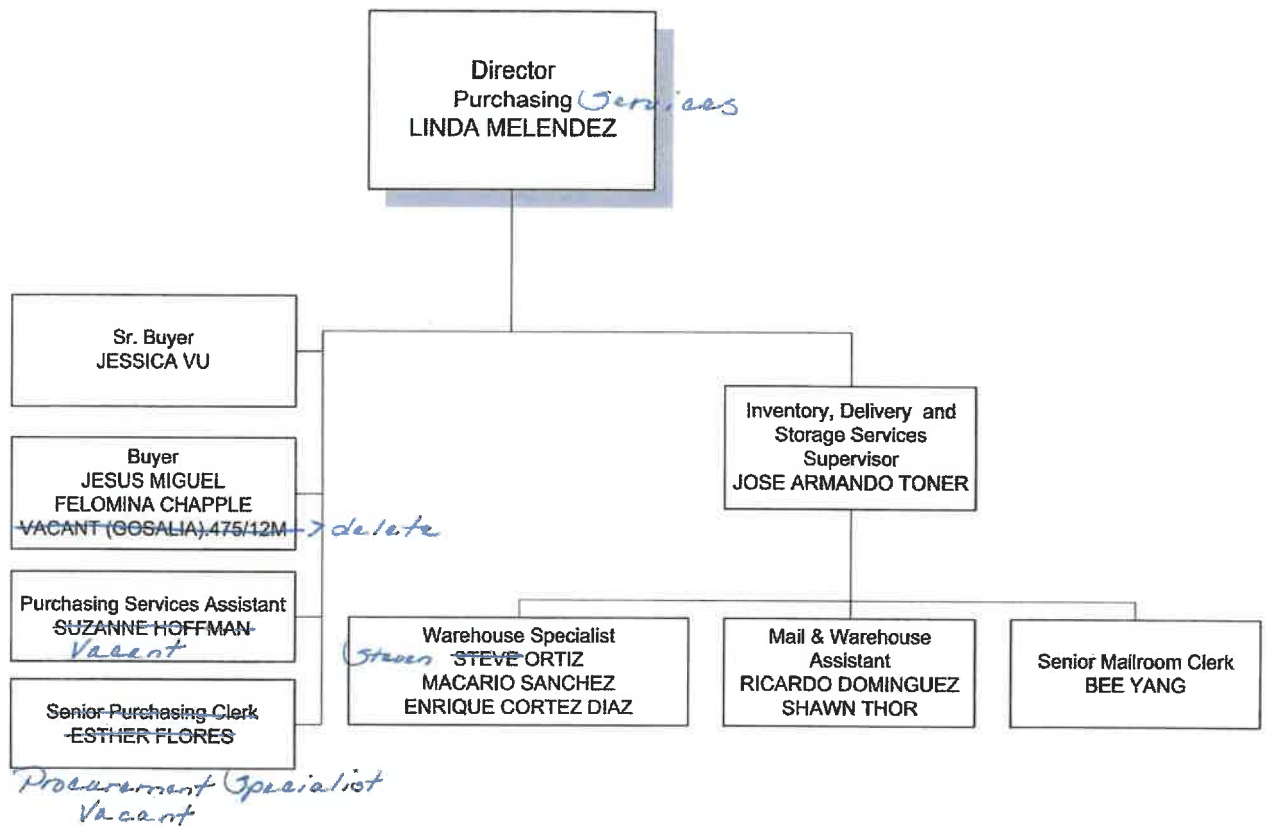 Director
Purchasing Services
LINDA MELENDEZ
Sr. Buyer
JESSICA VU
Buyer
JESUS MIGUEL
FELOMINA CHAPPLE
VACANT (GOSALIA).475/12M → delete
Purchasing Services Assistant
SUZANNE HOFFMAN
Vacant
Senior Purchasing Clerk
ESTHER FLORES
Procurement Specialist
Vacant
Inventory, Delivery and
Storage Services
Supervisor
JOSE ARMANDO TONER
Warehouse Specialist
Steven STEVE ORTIZ
MACARIO SANCHEZ
ENRIQUE CORTEZ DIAZ
Mail & Warehouse
Assistant
RICARDO DOMINGUEZ
SHAWN THOR
Senior Mailroom Clerk
BEE YANG